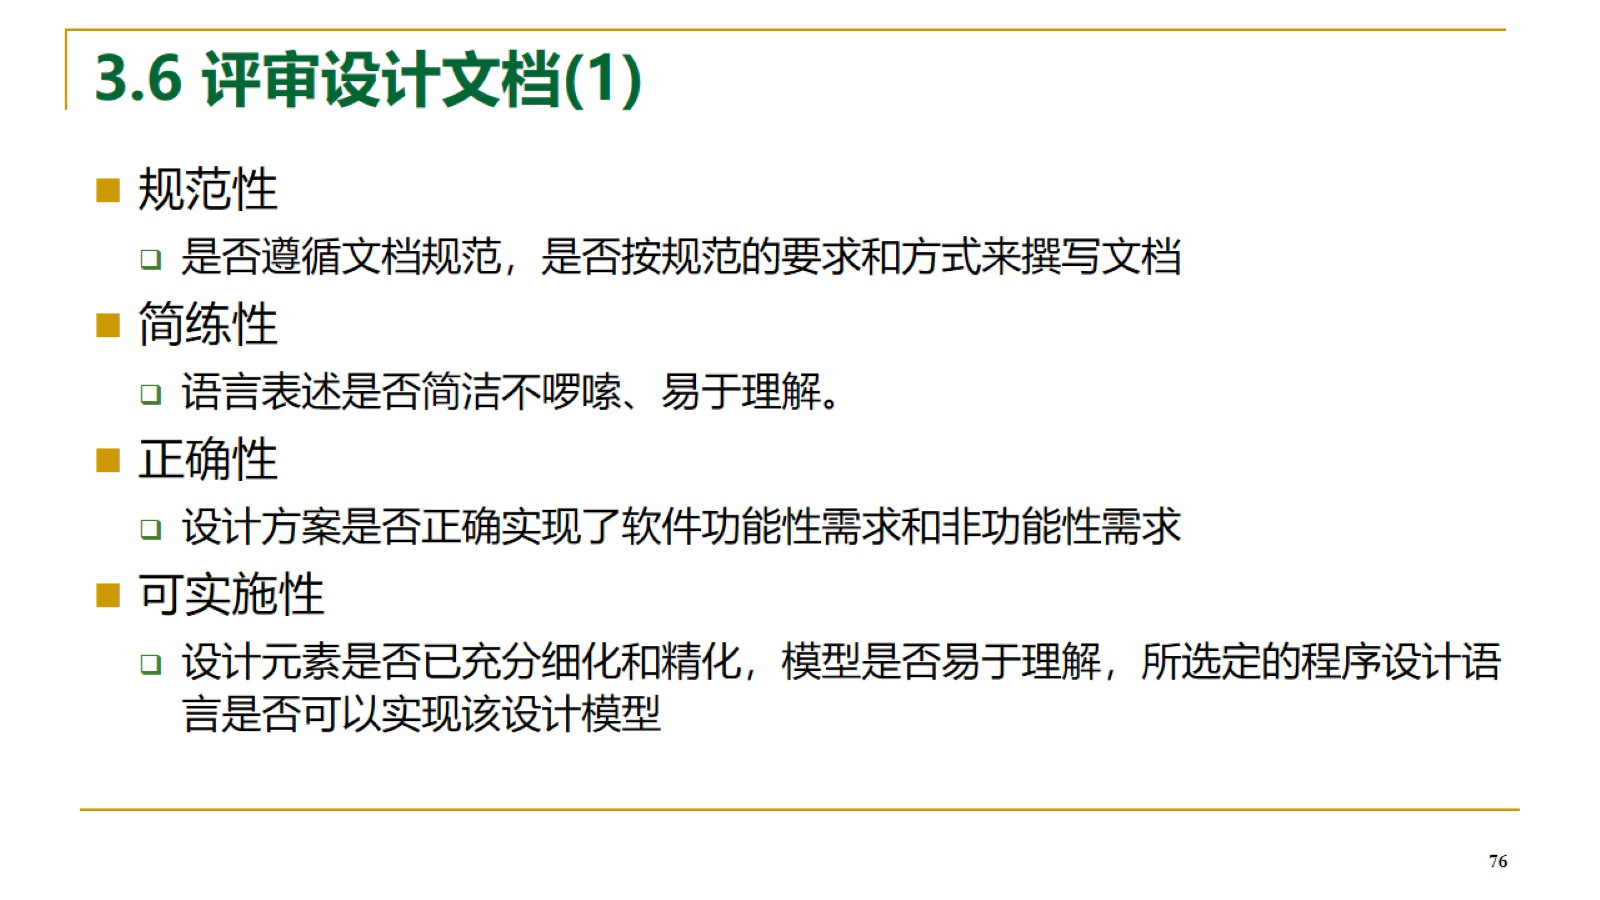 3.6 评审设计文档(1)
规范性
是否遵循文档规范，是否按规范的要求和方式来撰写文档
简练性
语言表述是否简洁不啰嗦、易于理解。
正确性
设计方案是否正确实现了软件功能性需求和非功能性需求
可实施性
设计元素是否已充分细化和精化，模型是否易于理解，所选定的程序设计语
言是否可以实现该设计模型
76